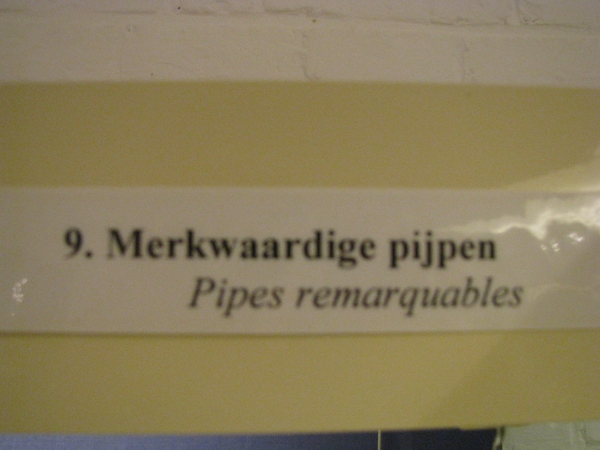 9. Merkwaardige pijpen
Pipes remarquables